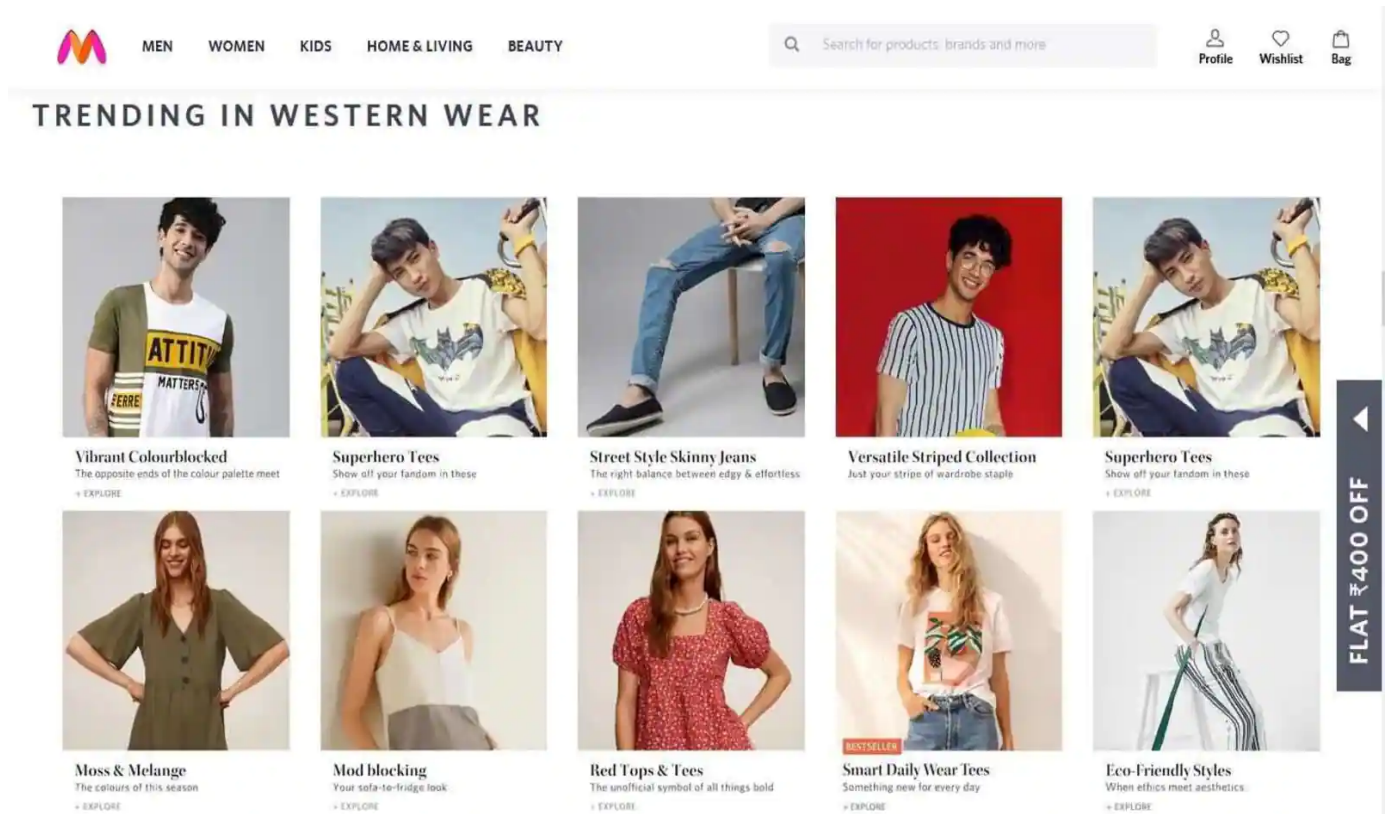 MEN WOMEN KIDS HOME & LIVING BEAUTY
Search for products, brands and more
Profile Wishlist Bag
TRENDING IN WESTERN WEAR
ATTIT
MATTERS
FERRE
Vibrant Colourblocked
The opposite ends of the colour palette meet
+ EXPLORE
Superhero Tees
Show off your fandom in these
+ EXPLORE
Street Style Skinny Jeans
The right balance between edgy & effortless
+ EXPLORE
Versatile Striped Collection
Just your stripe of wardrobe staple
Superhero Tees
Show off your fandom in these
+ EXPLORE
FLAT ₹400 OFF
Moss & Melange
The colours of this season
+ EXPLORE
Mod blocking
Your sofa-to-fridge look
+ EXPLORE
Red Tops & Tees
The unofficial symbol of all things bold
+ EXPLORE
BESTSELLER
Smart Daily Wear Tees
Something new for every day
+ EXPLORE
Eco-Friendly Styles
When ethics meet aesthetics
+ EXPLORE